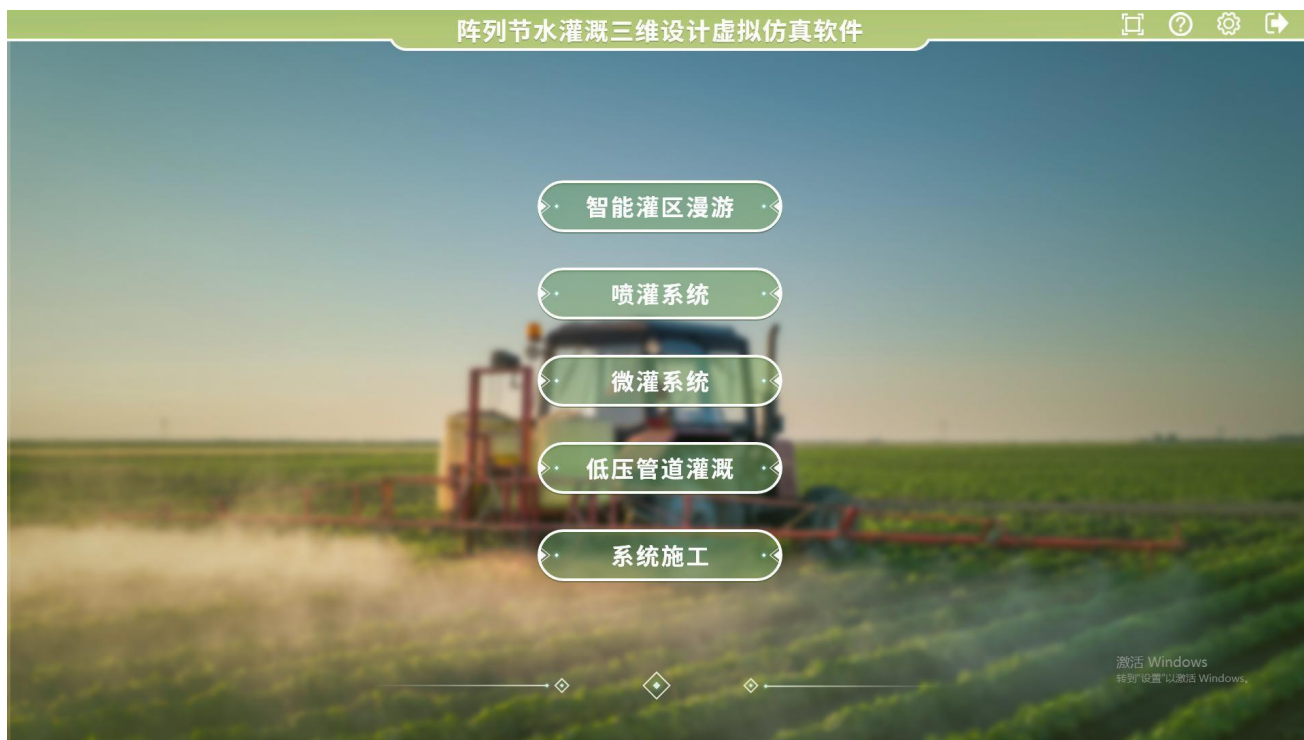 阵列节水灌溉三维设计虚拟仿真软件
智能灌区漫游
喷灌系统
微灌系统
低压管道灌溉
系统施工
激活 Windows
转到"设置"以激活 Windows。